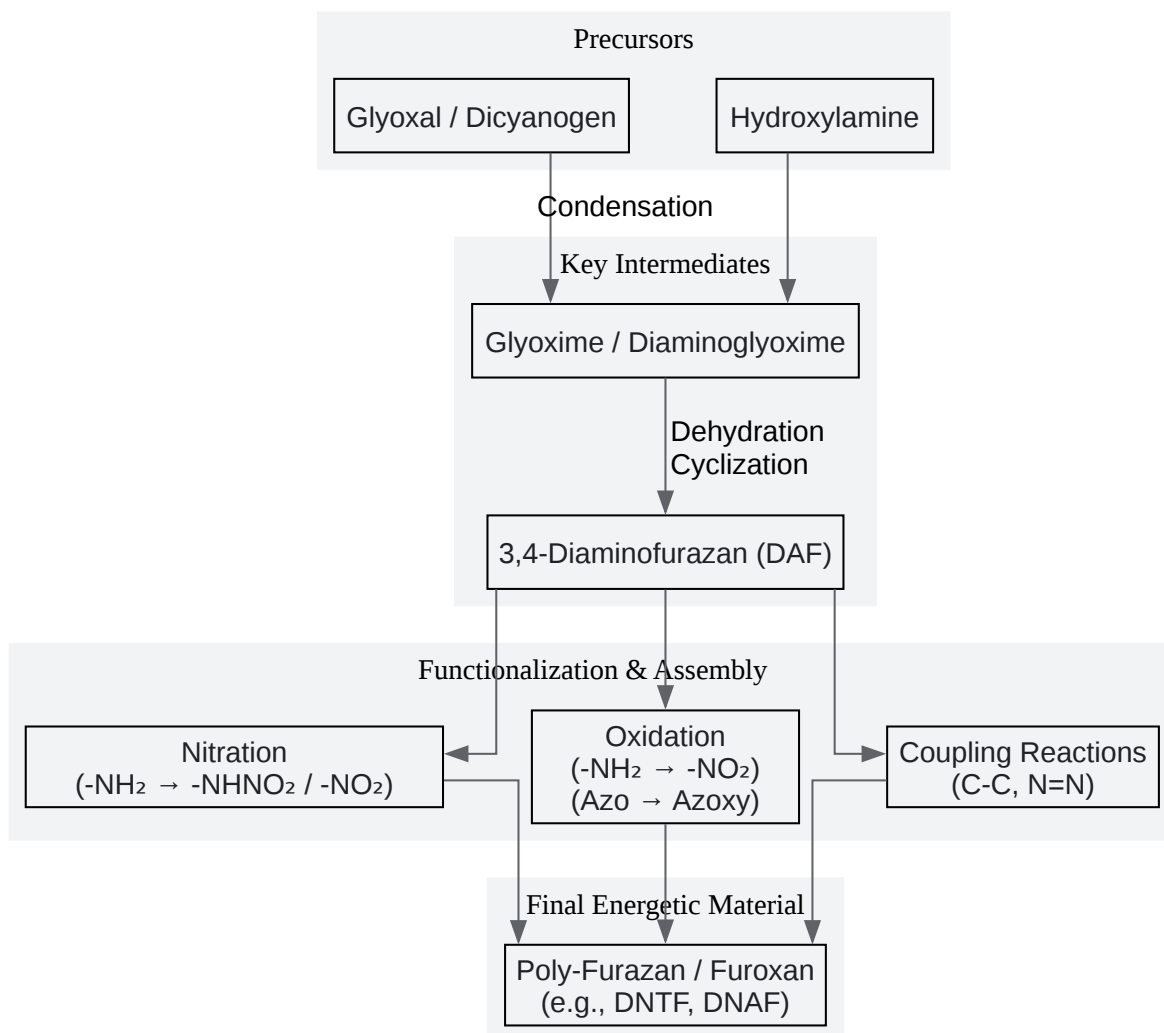 Precursors
Glyoxal / Dicyanogen
Hydroxylamine
Condensation
Key Intermediates
Glyoxime / Diaminoglyoxime
Dehydration
Cyclization
3,4-Diaminofurazan (DAF)
Functionalization & Assembly
Nitration
(-NH₂ → -NHNO₂ / -NO₂)
Oxidation
(-NH₂ → -NO₂)
(Azo → Azoxy)
Coupling Reactions
(C-C, N=N)
Final Energetic Material
Poly-Furazan / Furoxan
(e.g., DNTF, DNAF)